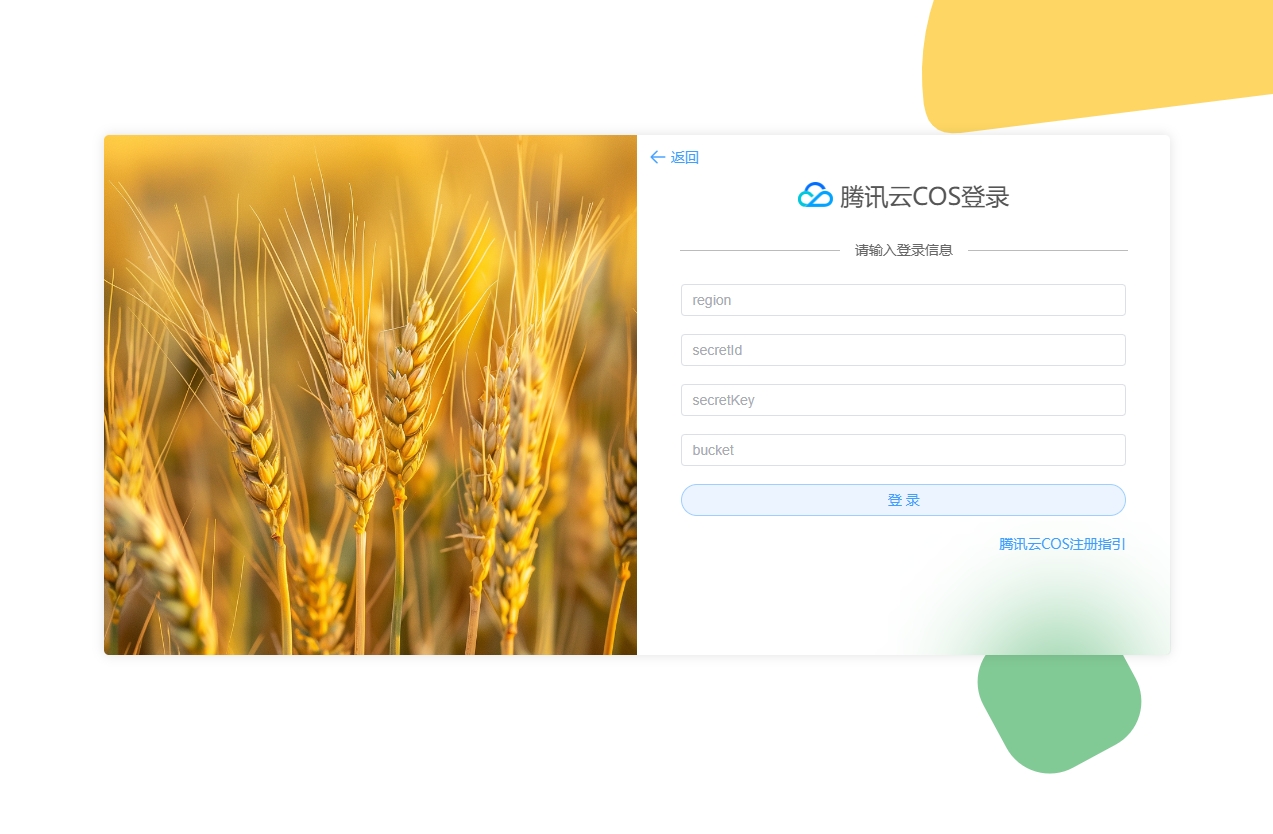 返回
腾讯云COS登录
请输入登录信息
region
secretId
secretKey
bucket
登 录
腾讯云COS注册指引